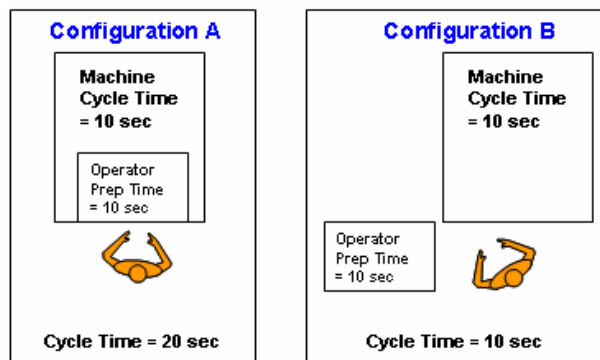 Configuration A
Machine
Cycle Time
= 10 sec
Operator
Prep Time
= 10 sec
Cycle Time = 20 sec
Configuration B
Machine
Cycle Time
= 10 sec
Operator
Prep Time
= 10 sec
Cycle Time = 10 sec